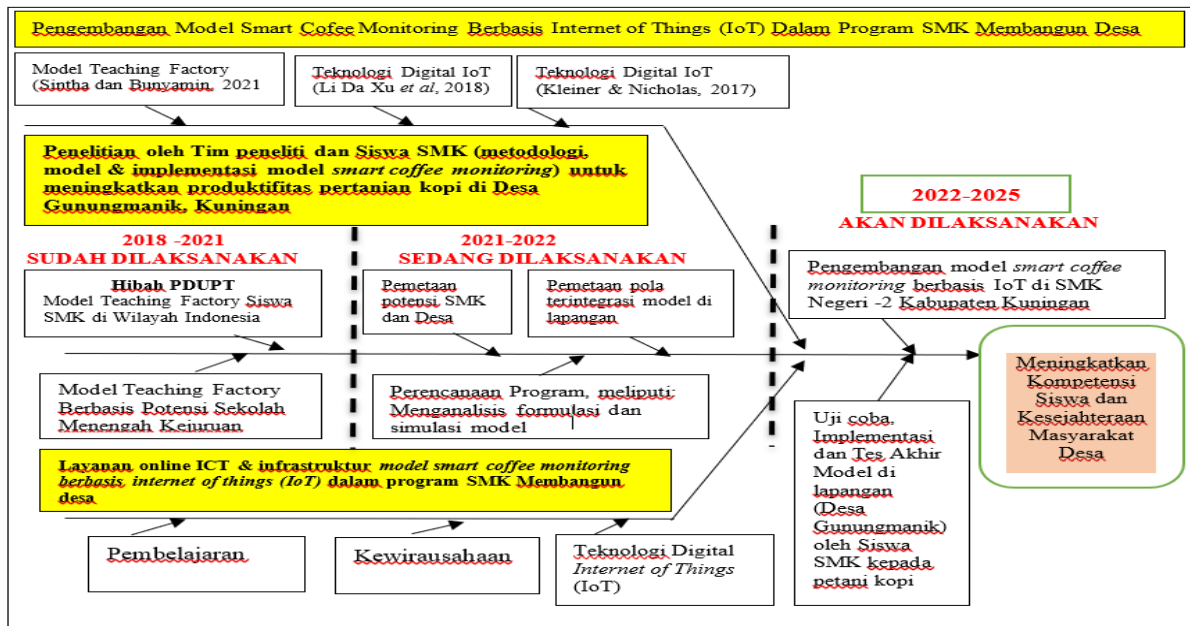 Pengembangan Model Smart Cofee Monitoring Berbasis Internet of Things (IoT) Dalam Program SMK Membangun Desa
Model Teaching Factory
(Sintha dan Bunyamin, 2021
Teknologi Digital IoT
(Li Da Xu et al, 2018)
Teknologi Digital IoT
(Kleiner & Nicholas, 2017)
Penelitian oleh Tim peneliti dan Siswa SMK (metodologi,
model & implementasi model smart coffee monitoring) untuk
meningkatkan produktifitas pertanian kopi di Desa
Gunungmanik, Kuningan
2018 -2021
SUDAH DILAKSANAKAN
2021-2022
SEDANG DILAKSANAKAN
2022-2025
AKAN DILAKSANAKAN
Hibah PDUPT
Model Teaching Factory Siswa
SMK di Wilayah Indonesia
Pemetaan
potensi SMK
dan Desa
Pemetaan pola
terintegrasi model di
lapangan
Pengembangan model smart coffee
monitoring berbasis IoT di SMK
Negeri -2 Kabupaten Kuningan
Model Teaching Factory
Berbasis Potensi Sekolah
Menengah Kejuruan
Perencanaan Program, meliputi:
Menganalisis formulasi dan
simulasi model
Uji coba,
Implementasi
dan Tes Akhir
Model di
lapangan
(Desa
Gunungmanik)
oleh Siswa
SMK kepada
petani kopi
Meningkatkan
Kompetensi
Siswa dan
Kesejahteraan
Masyarakat
Desa
Layanan online ICT & infrastruktur model smart coffee monitoring
berbasis internet of things (IoT) dalam program SMK Membangun
desa
Pembelajaran
Kewirausahaan
Teknologi Digital
Internet of Things
(IoT)